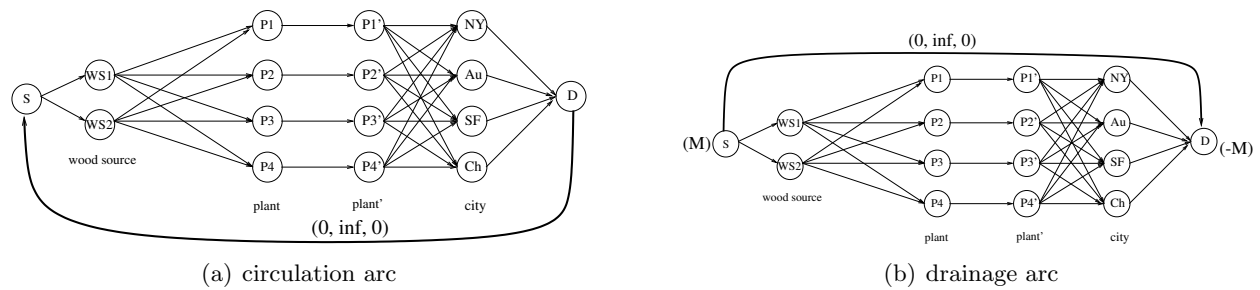 P1 P1' NY
WS1 P2 P2' Au
S D
WS2 P3 P3' SF
wood source
P4 P4' Ch
plant plant' city
(0, inf, 0)
(a) circulation arc
(0, inf, 0)
P1 P1' NY
WS1 P2 P2' Au
(M) S D (-M)
WS2 P3 P3' SF
wood source
P4 P4' Ch
plant plant' city
(b) drainage arc